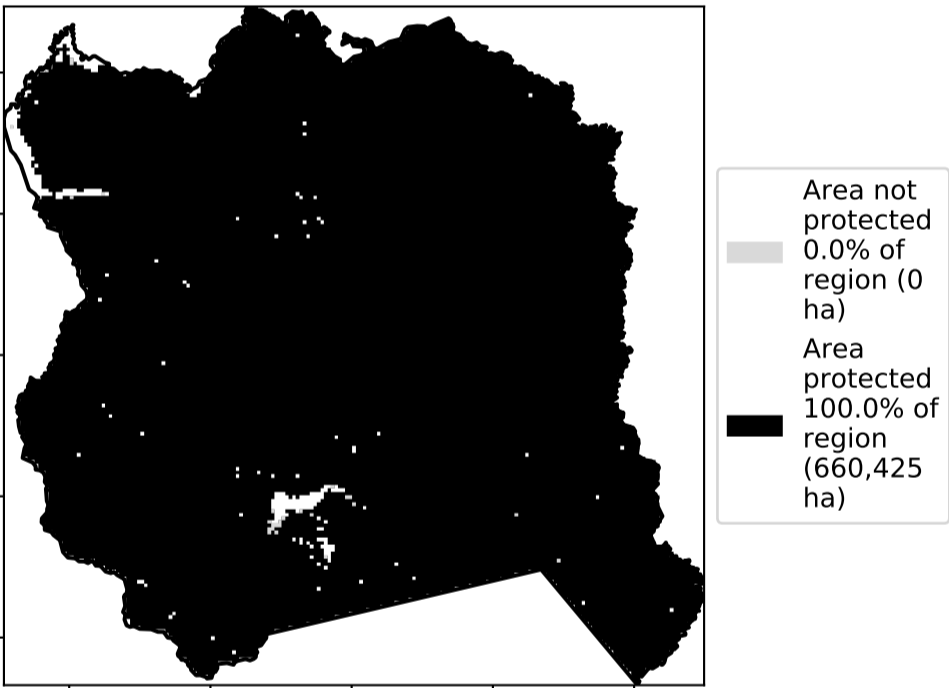 Area not
protected
0.0% of
region (0
ha)
Area
protected
100.0% of
region
(660,425
ha)